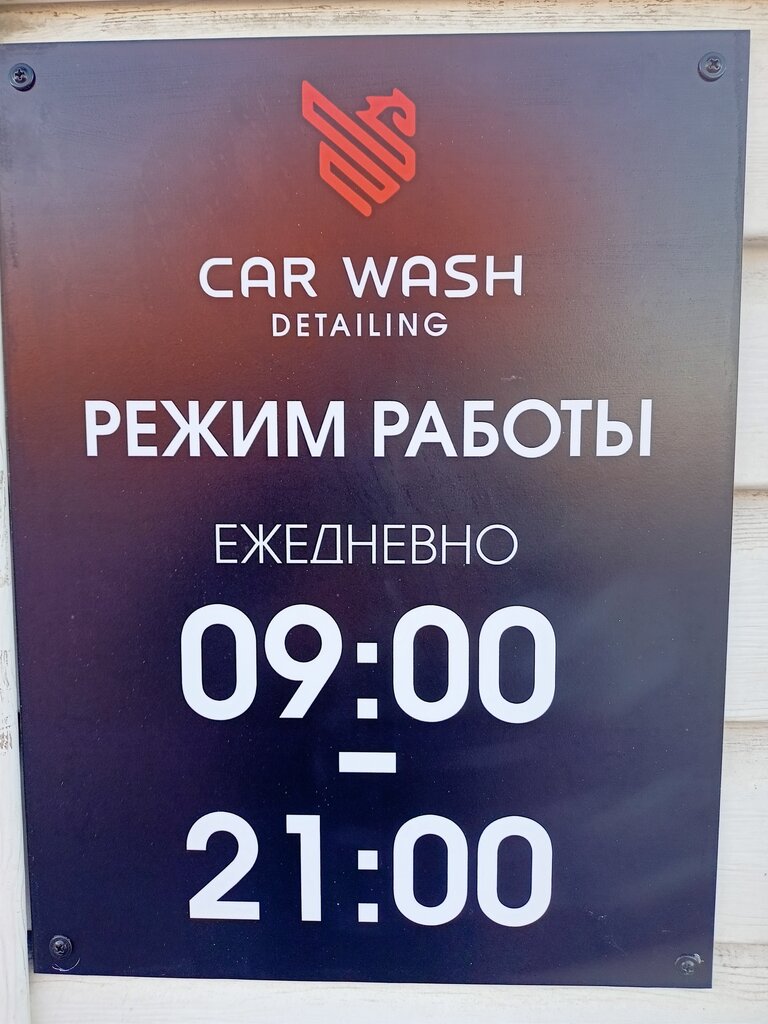 CAR WASH
DETAILING
РЕЖИМ РАБОТЫ
ЕЖЕДНЕВНО
09:00
–
21:00